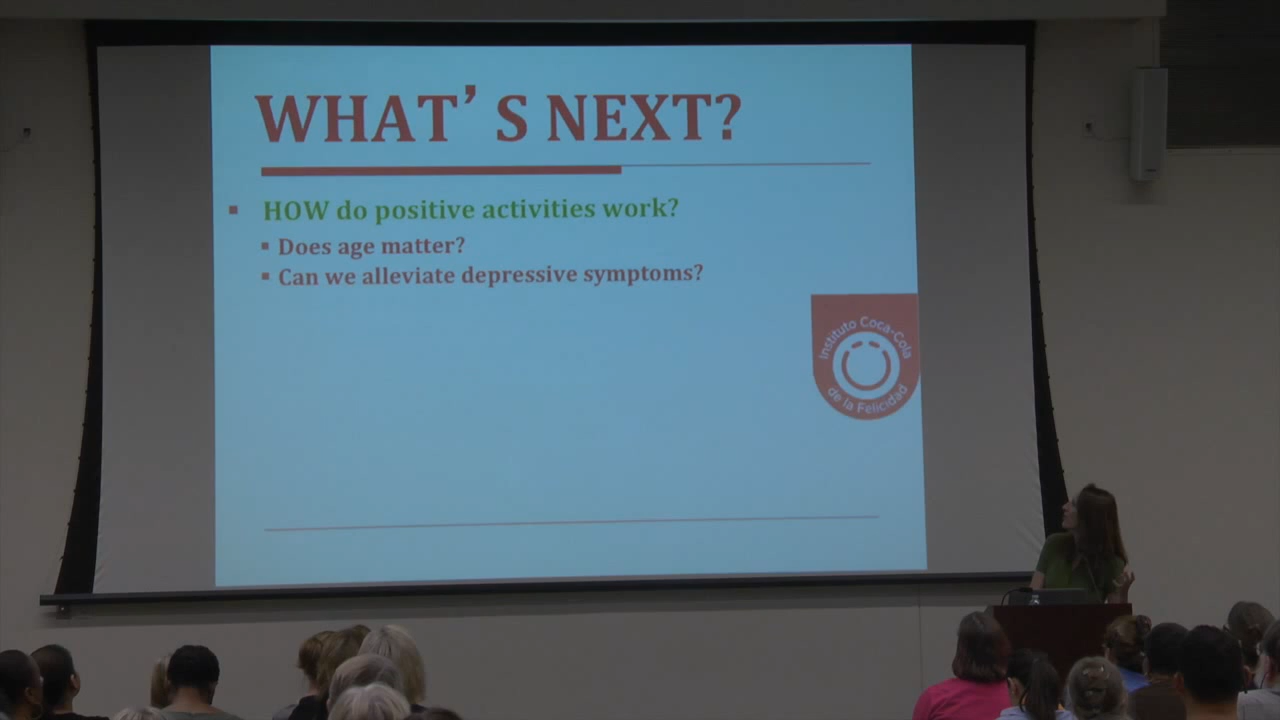 WHAT’S NEXT?
HOW do positive activities work?
Does age matter?
Can we alleviate depressive symptoms?
Instituto Coca-Cola
de la Felicidad